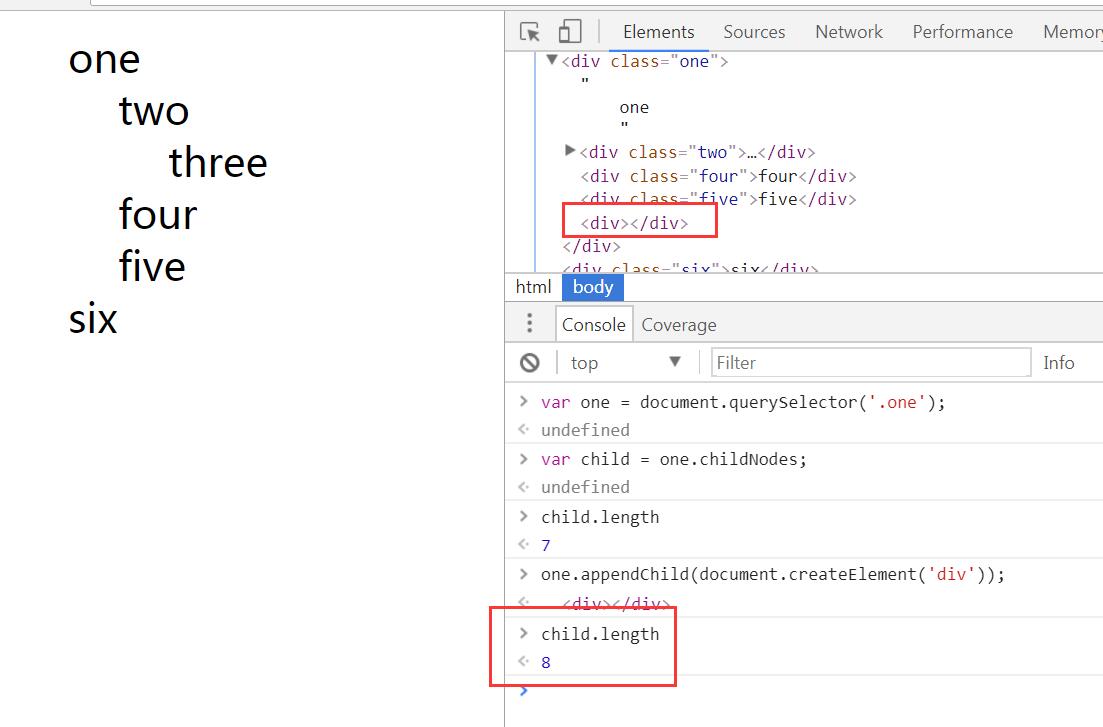 one
two
three
four
five
six
Elements Sources Network Performance Memory
▼<div class="one">
"
one
"
▶<div class="two">…</div>
<div class="four">four</div>
<div class="five">five</div>
<div></div>
</div>
<div class="six">six</div>
html body
Console Coverage
top ▼ Filter Info
> var one = document.querySelector('.one');
<· undefined
> var child = one.childNodes;
<· undefined
> child.length
<· 7
> one.appendChild(document.createElement('div'));
<· <div></div>
> child.length
<· 8
>